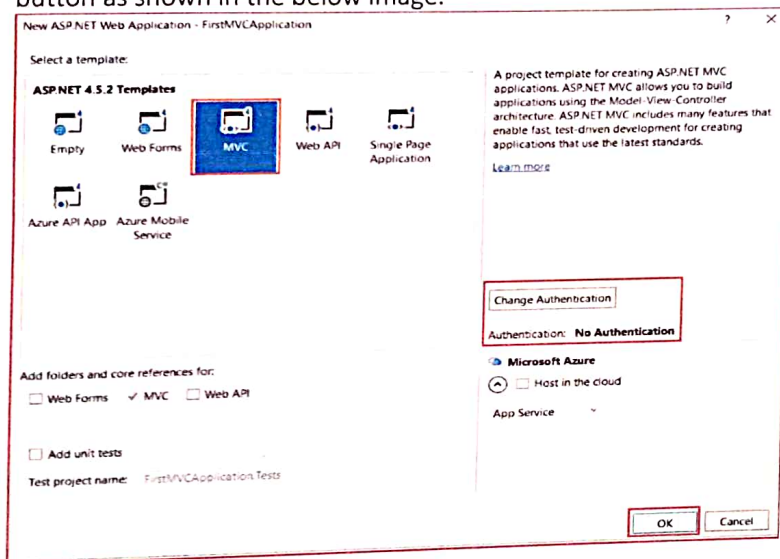 button as shown in the below image.
New ASP.NET Web Application - FirstMVCApplication
? ×
Select a template:
ASP.NET 4.5.2 Templates
Empty
Web Forms
MVC
Web API
Single Page
Application
Azure API App
Azure Mobile
Service
A project template for creating ASP.NET MVC
applications. ASP.NET MVC allows you to build
applications using the Model-View-Controller
architecture. ASP.NET MVC includes many features that
enable fast, test-driven development for creating
applications that use the latest standards.
Learn more
Change Authentication
Authentication: No Authentication
Microsoft Azure
Host in the cloud
App Service
Add folders and core references for:
Web Forms ✓ MVC Web API
Add unit tests
Test project name: FirstMVCApplication.Tests
OK Cancel